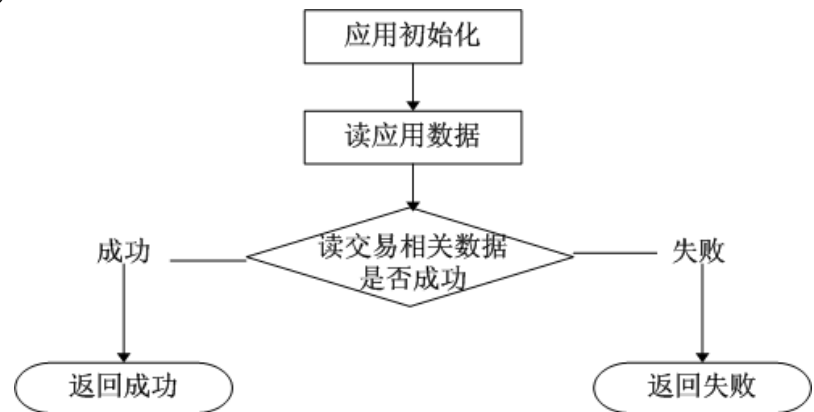 应用初始化
读应用数据
读交易相关数据
是否成功
成功
失败
返回成功
返回失败